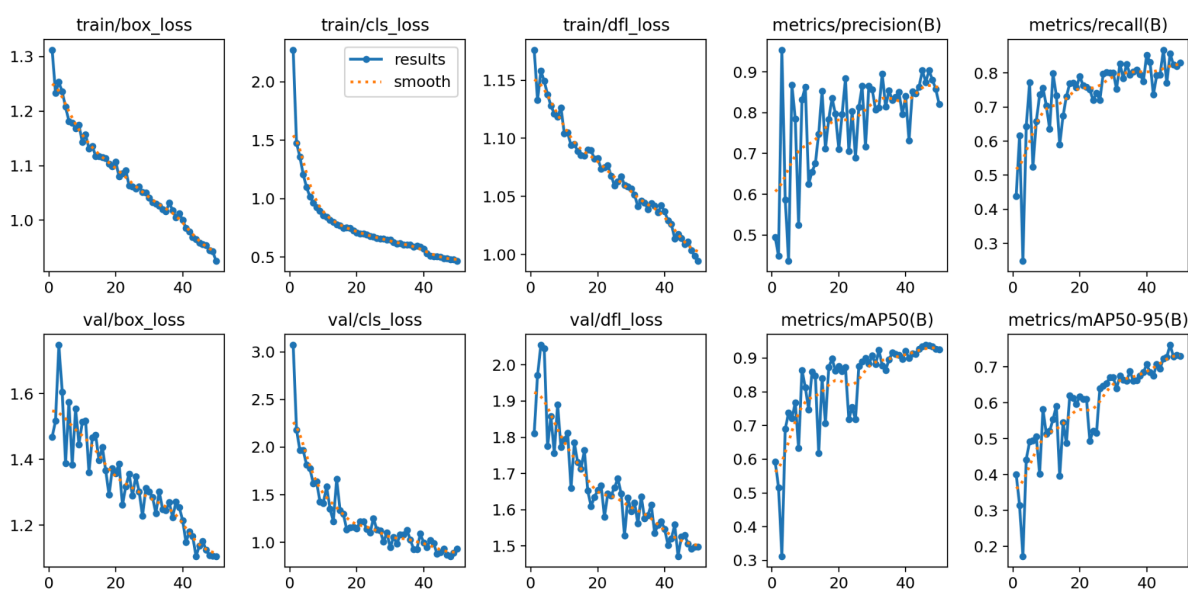 train/box_loss
train/cls_loss
train/dfl_loss
metrics/precision(B)
metrics/recall(B)
results
smooth
1.3
1.2
1.1
1.0
0 20 40
2.0
1.5
1.0
0.5
0 20 40
1.15
1.10
1.05
1.00
0 20 40
0.9
0.8
0.7
0.6
0.5
0 20 40
0.8
0.7
0.6
0.5
0.4
0.3
0 20 40
val/box_loss
val/cls_loss
val/dfl_loss
metrics/mAP50(B)
metrics/mAP50-95(B)
1.6
1.4
1.2
0 20 40
3.0
2.5
2.0
1.5
1.0
0 20 40
2.0
1.9
1.8
1.7
1.6
1.5
0 20 40
0.9
0.8
0.7
0.6
0.5
0.4
0.3
0 20 40
0.7
0.6
0.5
0.4
0.3
0.2
0 20 40